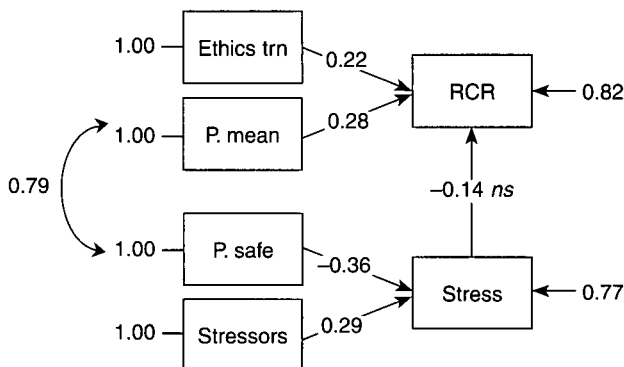 1.00
Ethics trn
0.22
RCR
0.82
1.00
P. mean
0.28
0.79
−0.14 ns
1.00
P. safe
−0.36
Stress
0.77
1.00
Stressors
0.29